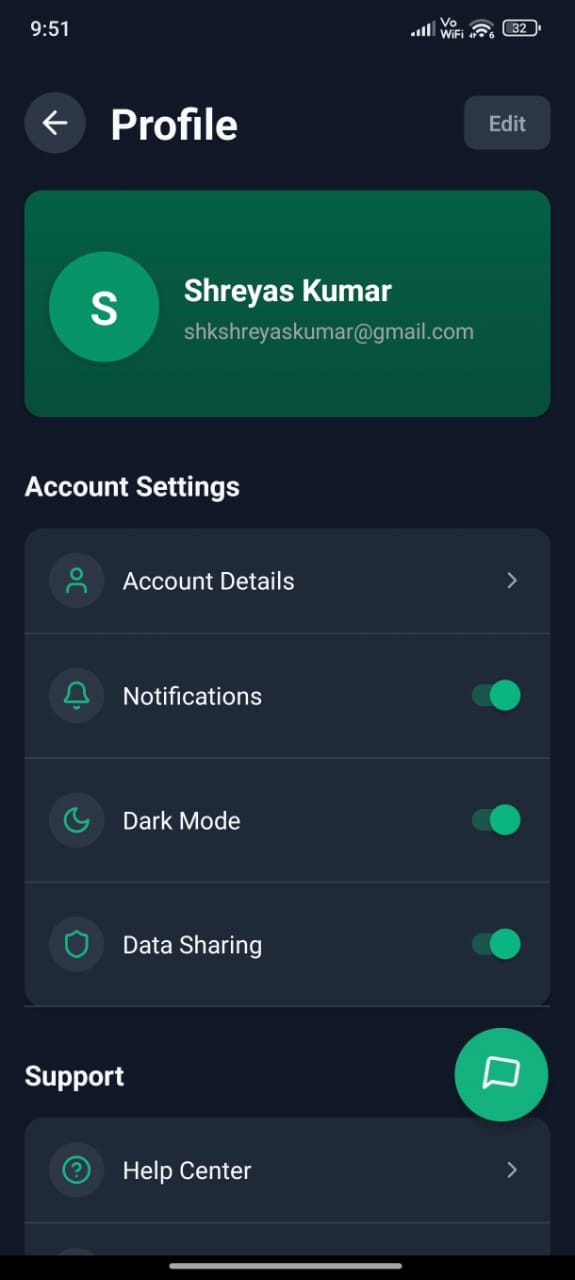 9:51
Vo
WiFi
6
32
Profile
Edit
S
Shreyas Kumar
shkshreyaskumar@gmail.com
Account Settings
Account Details
Notifications
Dark Mode
Data Sharing
Support
Help Center